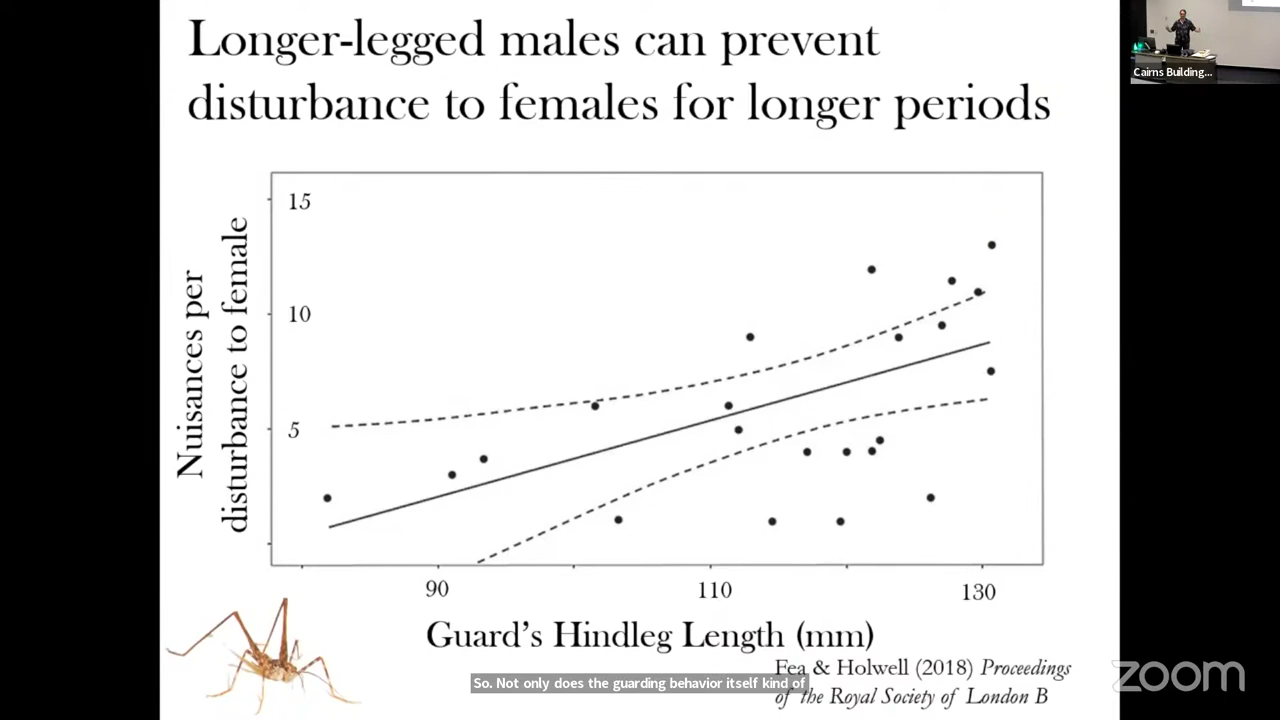 Longer-legged males can prevent
disturbance to females for longer periods
Cairns Building...
Nuisances per
disturbance to female
15
10
5
90
110
130
Guard's Hindleg Length (mm)
Fea & Holwell (2018) Proceedings
of the Royal Society of London B
So. Not only does the guarding behavior itself kind of
zoom